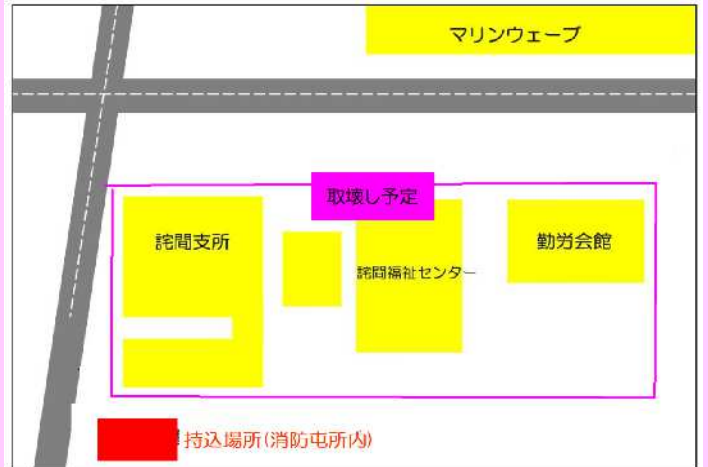 マリンウェーブ
取壊し予定
詫間支所
勤労会館
詫間福祉センター
持込場所(消防屯所内)